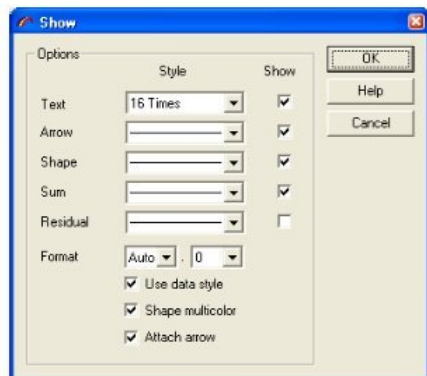 Show
Options
Style Show
Text 16 Times
Arrow
Shape
Sum
Residual
Format Auto . 0
Use data style
Shape multicolor
Attach arrow
OK
Help
Cancel